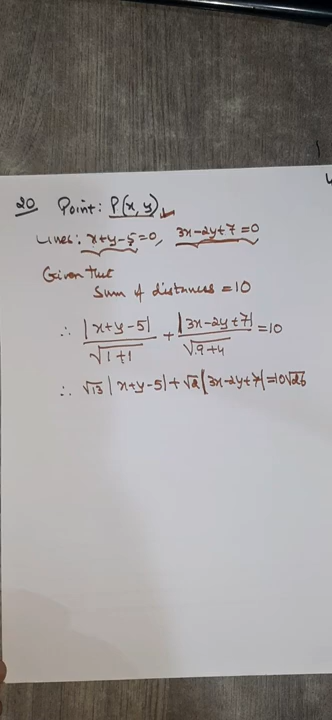 20 Point: P(x, y)
Lines: x+y-5=0, 3x-2y+7=0
Given that
Sum of distances = 10
∴ |x+y-5|/√1+1 + |3x-2y+7|/√9+4 = 10
∴ √13 |x+y-5| + √2 |3x-2y+7| = 10√26